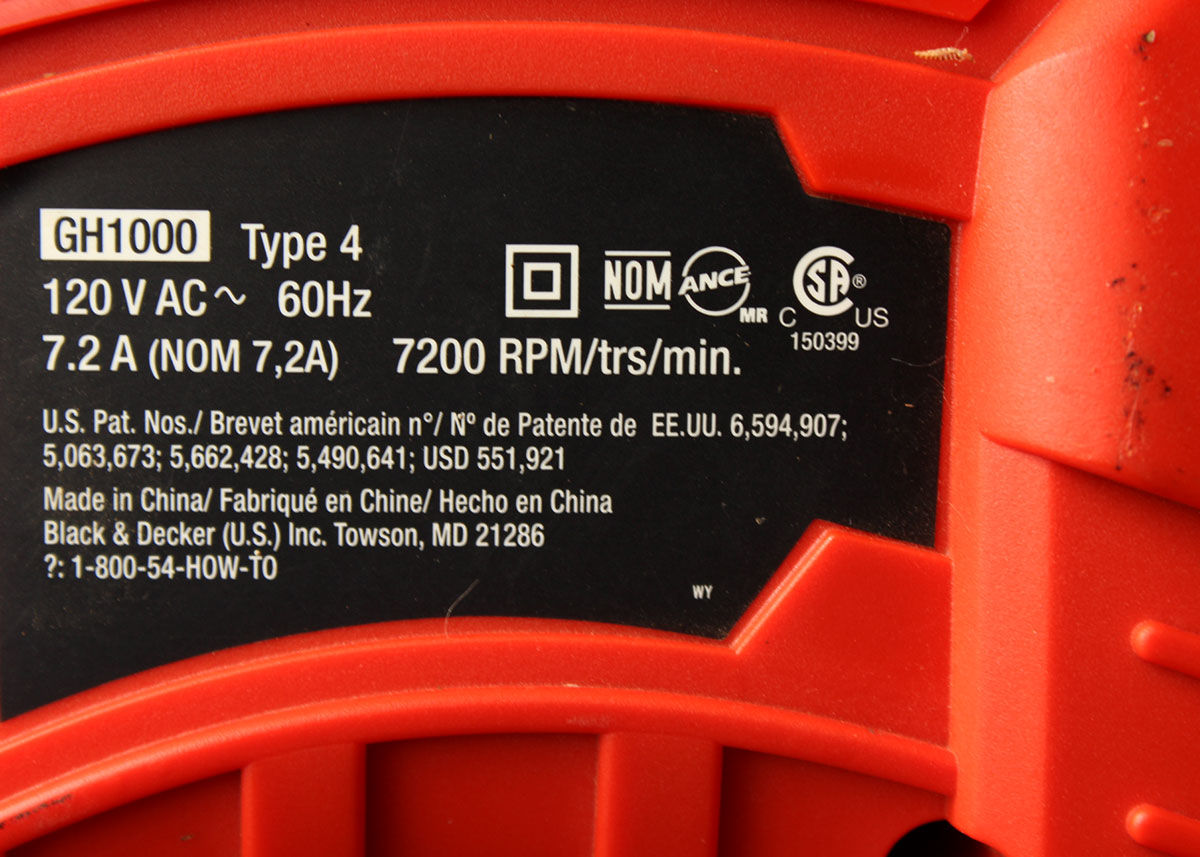 GH1000 Type 4
120 V AC ~ 60Hz
7.2 A (NOM 7,2A) 7200 RPM/trs/min.
NOM ANCE MR
SA ®
C US
150399
U.S. Pat. Nos./ Brevet américain n°/ Nº de Patente de EE.UU. 6,594,907;
5,063,673; 5,662,428; 5,490,641; USD 551,921
Made in China/ Fabriqué en Chine/ Hecho en China
Black & Decker (U.S.) Inc. Towson, MD 21286
?: 1-800-54-HOW-TO
WY